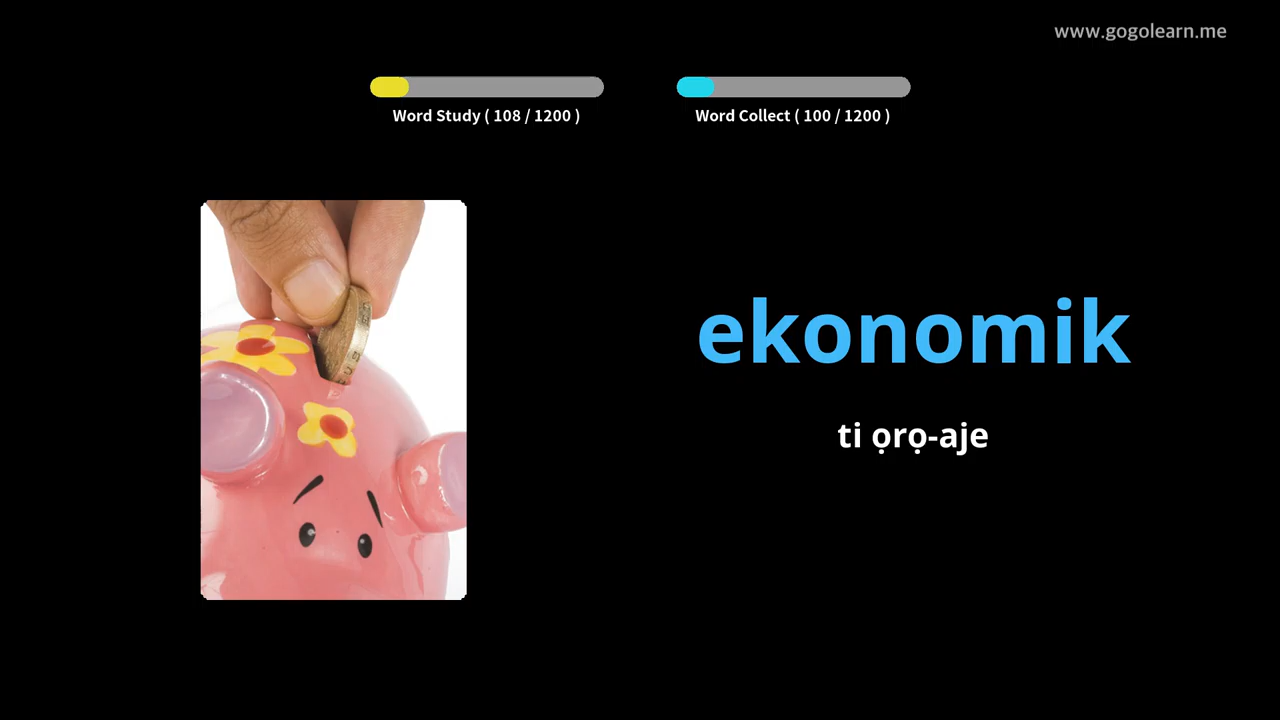 www.gogolearn.me
Word Study ( 108 / 1200 )
Word Collect ( 100 / 1200 )
ekonomik
ti ọrọ-aje